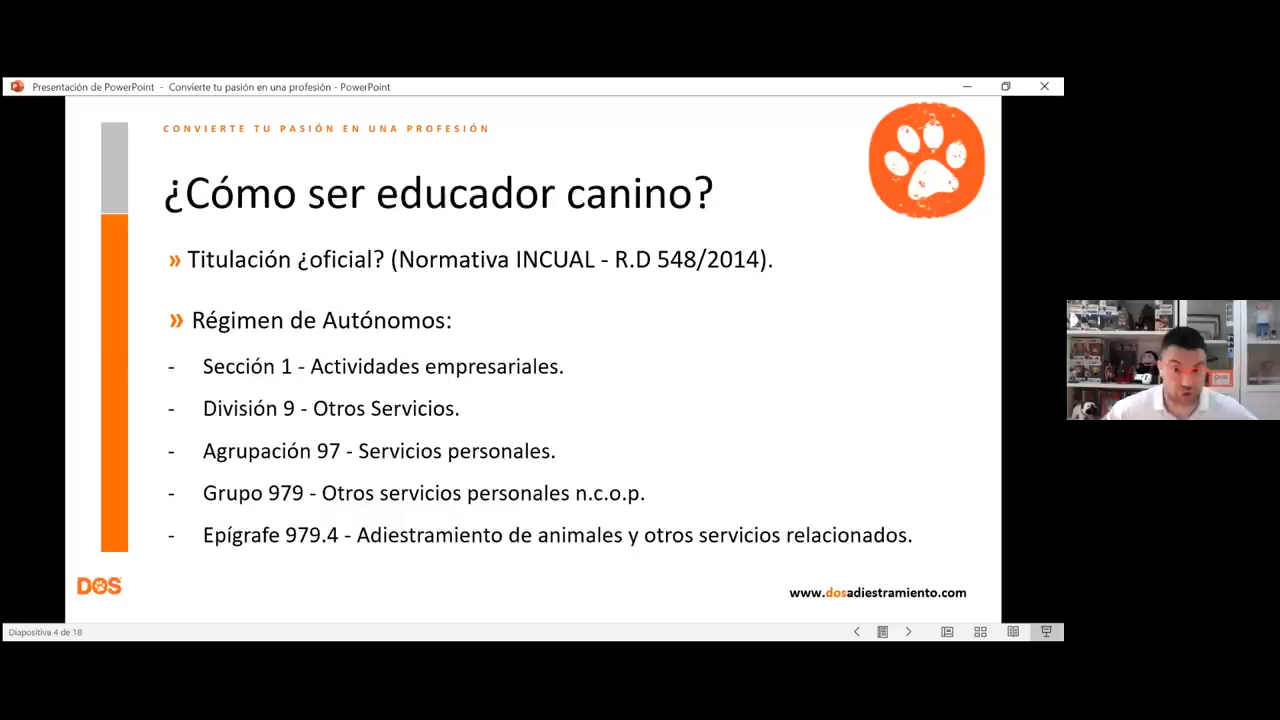 Presentación de PowerPoint - Convierte tu pasión en una profesión - PowerPoint
CONVIERTE TU PASIÓN EN UNA PROFESIÓN
¿Cómo ser educador canino?
» Titulación ¿oficial? (Normativa INCUAL - R.D 548/2014).
» Régimen de Autónomos:
- Sección 1 - Actividades empresariales.
- División 9 - Otros Servicios.
- Agrupación 97 - Servicios personales.
- Grupo 979 - Otros servicios personales n.c.o.p.
- Epígrafe 979.4 - Adiestramiento de animales y otros servicios relacionados.
DOS
www.dosadiestramiento.com
Diapositiva 4 de 18